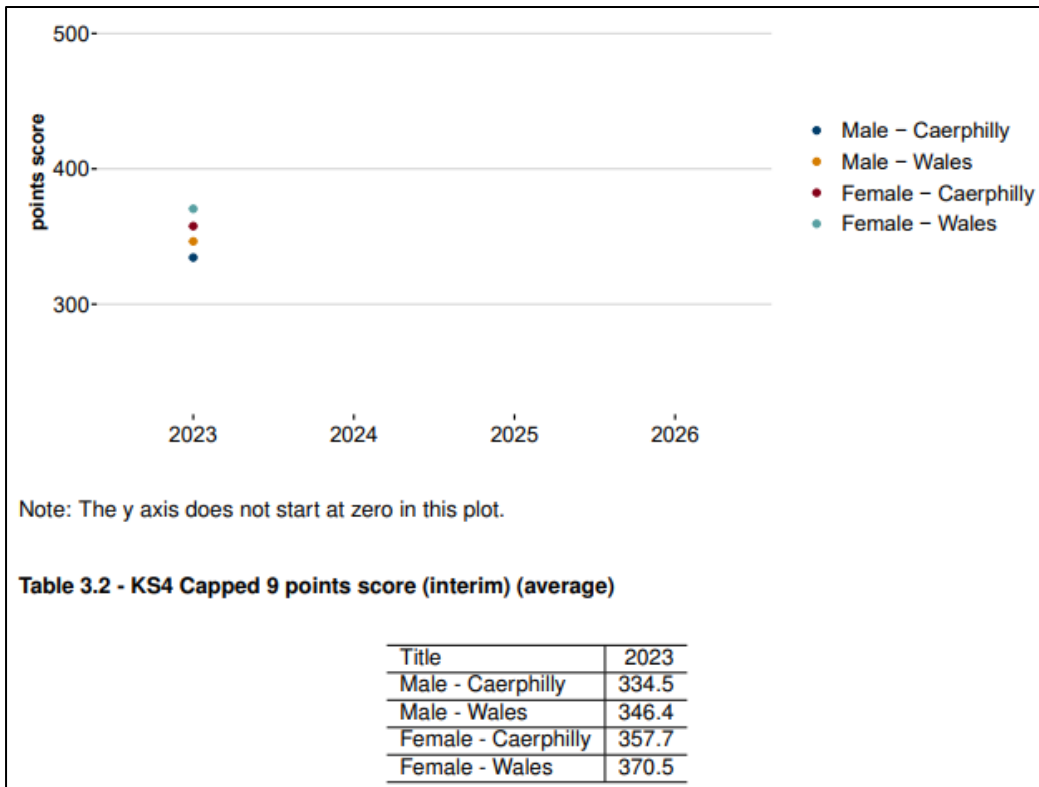 500
400
300
points score
2023 2024 2025 2026
Male − Caerphilly
Male − Wales
Female − Caerphilly
Female − Wales
Note: The y axis does not start at zero in this plot.
Table 3.2 - KS4 Capped 9 points score (interim) (average)
Title 2023
Male - Caerphilly 334.5
Male - Wales 346.4
Female - Caerphilly 357.7
Female - Wales 370.5